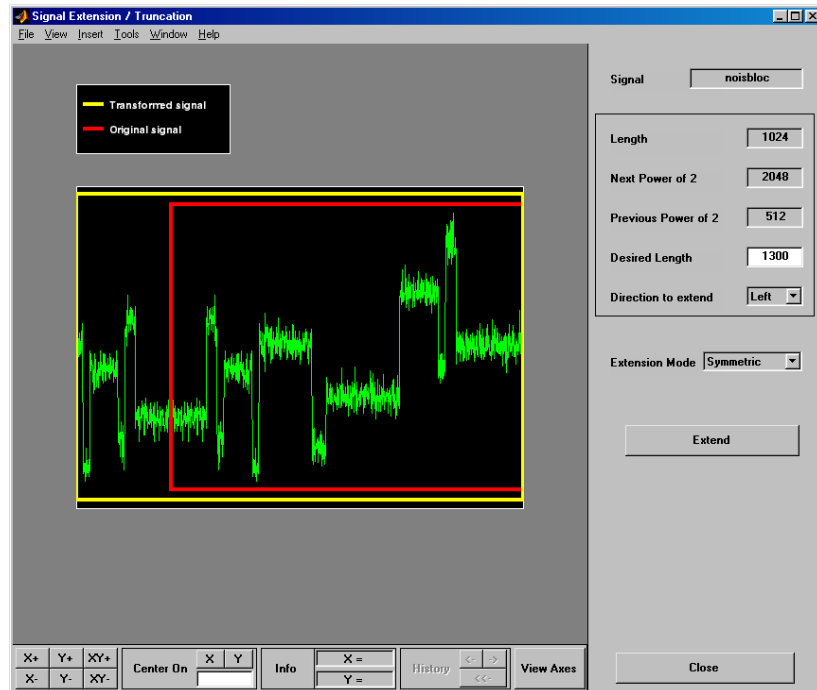 Signal Extension / Truncation
File View Insert Tools Window Help
Transformed signal
Original signal
Signal noisbloc
Length 1024
Next Power of 2 2048
Previous Power of 2 512
Desired Length 1300
Direction to extend Left
Extension Mode Symmetric
Extend
X+ Y+ XY+
X- Y- XY-
Center On X Y
Info X =
Y =
History <- ->
<<-
View Axes
Close